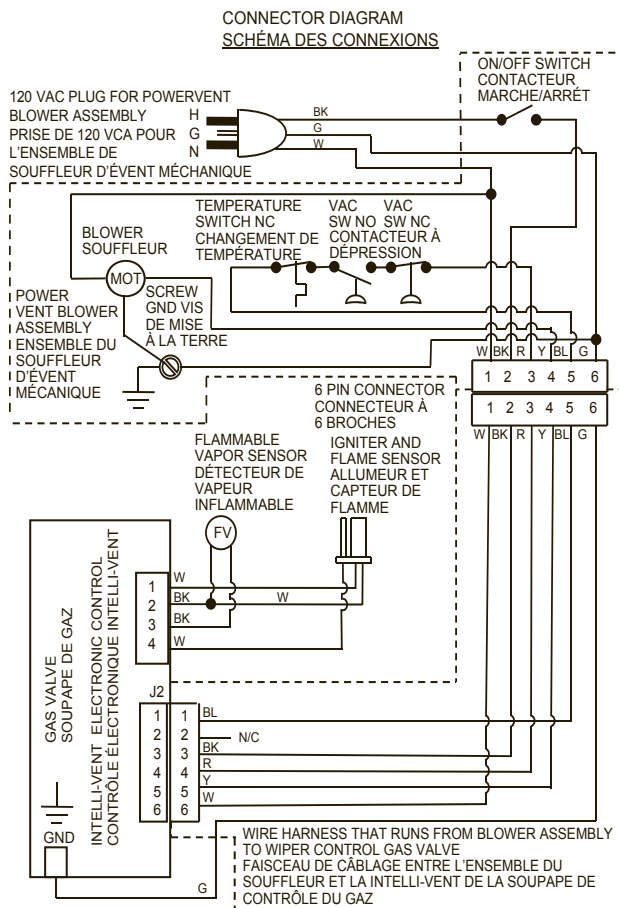 CONNECTOR DIAGRAM
SCHÉMA DES CONNEXIONS
ON/OFF SWITCH
CONTACTEUR
MARCHE/ARRÉT
120 VAC PLUG FOR POWERVENT
BLOWER ASSEMBLY
PRISE DE 120 VCA POUR
L'ENSEMBLE DE
SOUFFLEUR D'ÉVENT MÉCHANIQUE
H
G
N
BK
G
W
TEMPERATURE
SWITCH NC
CHANGEMENT DE
TEMPÉRATURE
VAC
SW NO
VAC
SW NC
CONTACTEUR À
DÉPRESSION
BLOWER
SOUFFLEUR
MOT
POWER
VENT BLOWER
ASSEMBLY
ENSEMBLE DU
SOUFFLEUR
D'ÉVENT
MÉCANIQUE
SCREW
GND VIS
DE MISE
À LA TERRE
W BK R Y BL G
1 2 3 4 5 6
1 2 3 4 5 6
W BK R Y BL G
6 PIN CONNECTOR
CONNECTEUR À
6 BROCHES
FLAMMABLE
VAPOR SENSOR
DÉTECTEUR DE
VAPEUR
INFLAMMABLE
IGNITER AND
FLAME SENSOR
ALLUMEUR ET
CAPTEUR DE
FLAMME
FV
GAS VALVE
SOUPAPE DE GAZ
INTELLI-VENT ELECTRONIC CONTROL
CONTRÔLE ÉLECTRONIQUE INTELLI-VENT
1 W
2 BK W
3 BK
4 W
J2
1 1 BL
2 2 N/C
3 3 BK
4 4 R
5 5 Y
6 6 W
GND
G
WIRE HARNESS THAT RUNS FROM BLOWER ASSEMBLY
TO WIPER CONTROL GAS VALVE
FAISCEAU DE CÂBLAGE ENTRE L'ENSEMBLE DU
SOUFFLEUR ET LA INTELLI-VENT DE LA SOUPAPE DE
CONTRÔLE DU GAZ